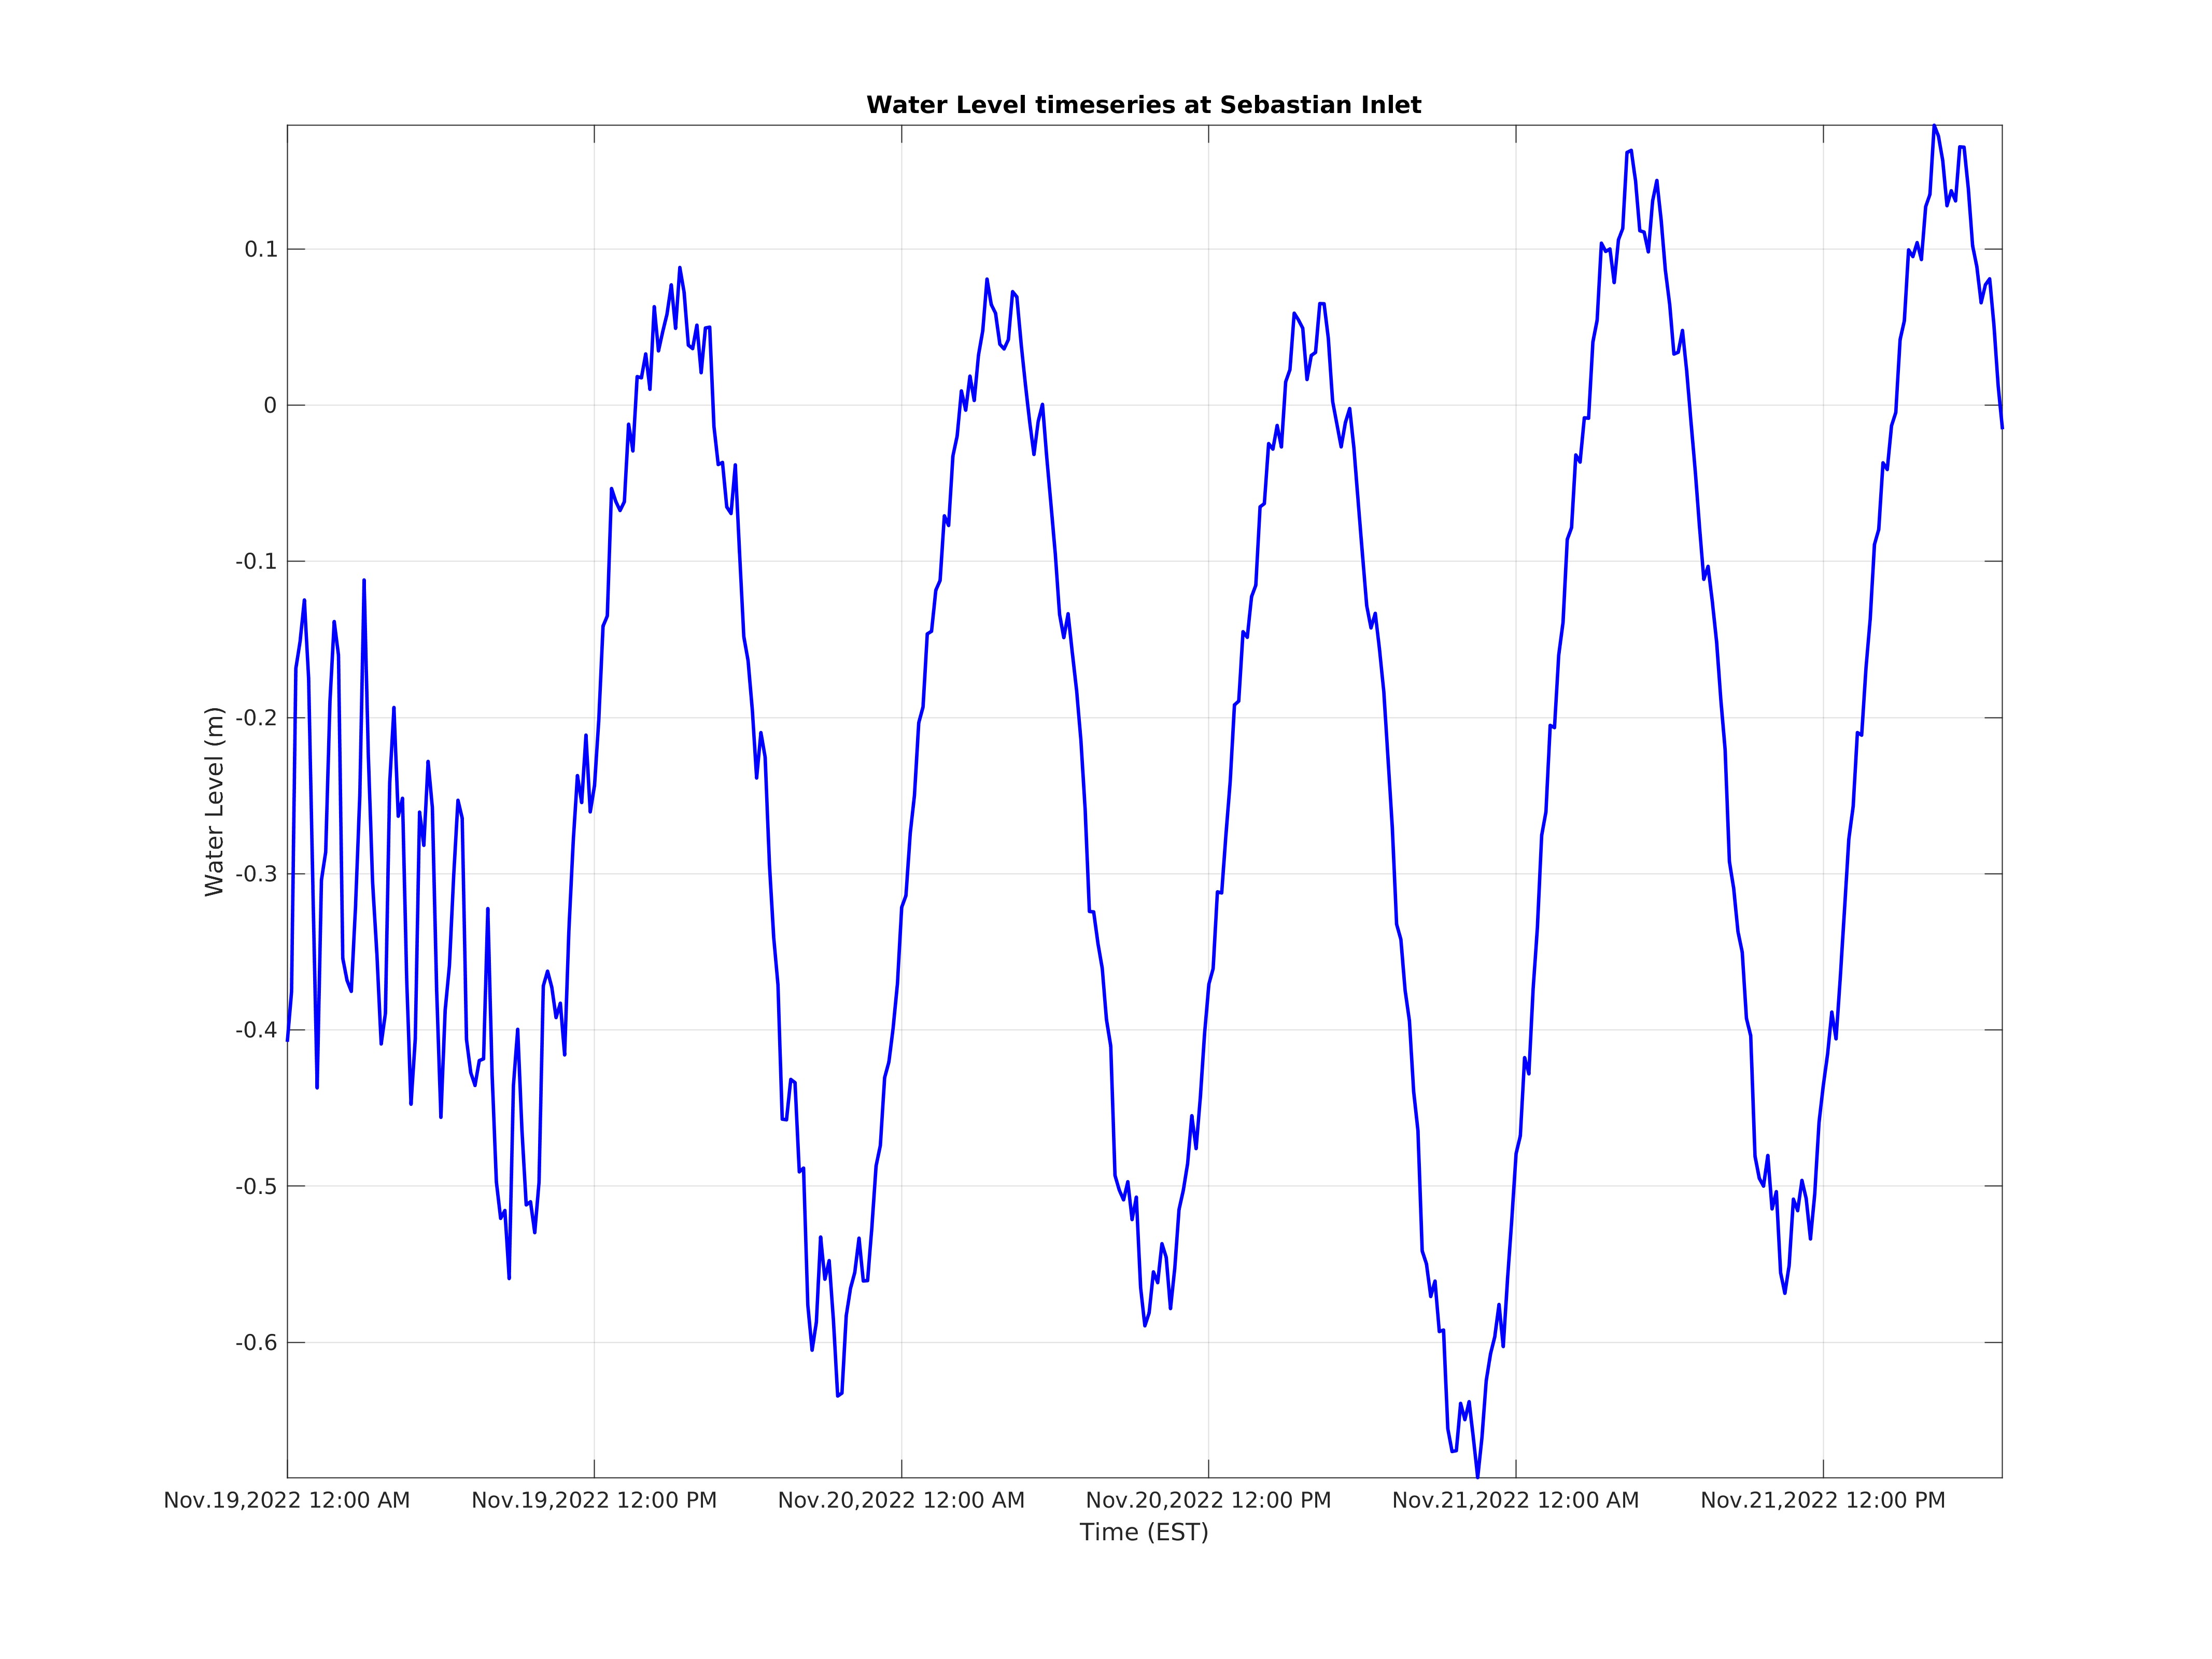 Water Level timeseries at Sebastian Inlet
0.1
0
-0.1
-0.2
-0.3
-0.4
-0.5
-0.6
Water Level (m)
Nov.19,2022 12:00 AM
Nov.19,2022 12:00 PM
Nov.20,2022 12:00 AM
Nov.20,2022 12:00 PM
Nov.21,2022 12:00 AM
Nov.21,2022 12:00 PM
Time (EST)